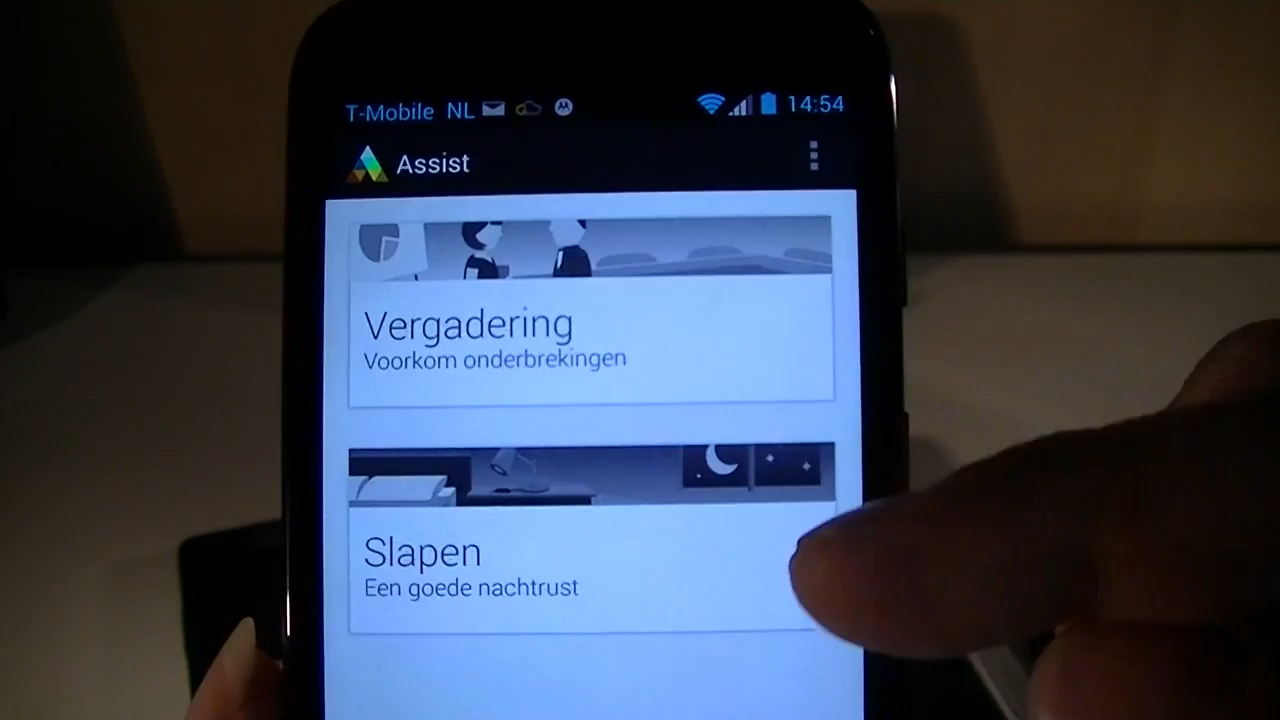 T-Mobile NL 14:54
Assist
Vergadering
Voorkom onderbrekingen
Slapen
Een goede nachtrust